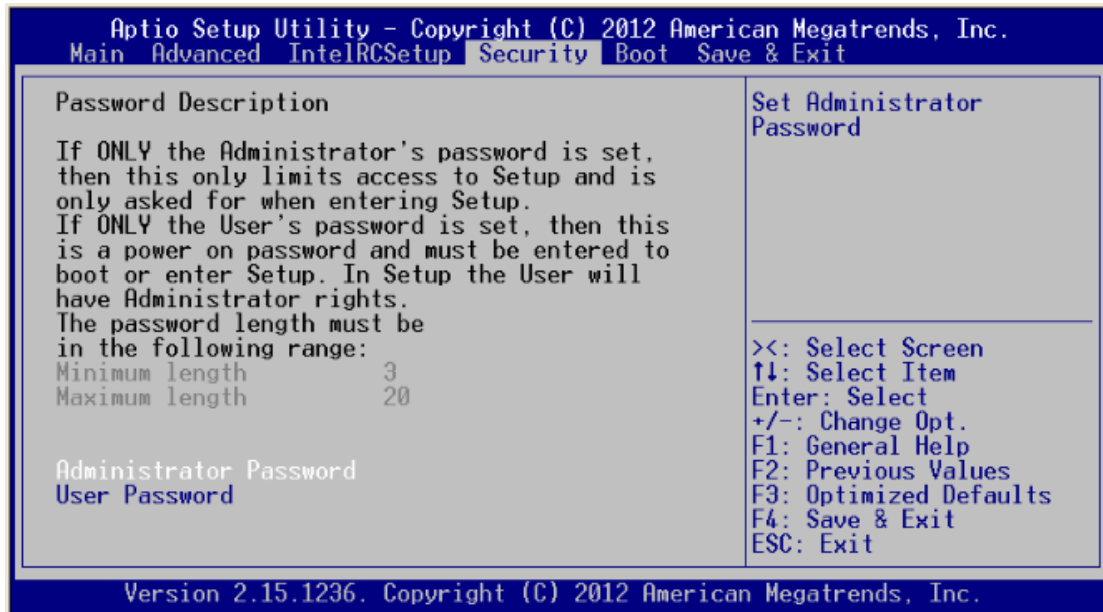 Aptio Setup Utility – Copyright (C) 2012 American Megatrends, Inc.
Main Advanced IntelRCSetup Security Boot Save & Exit
Password Description
If ONLY the Administrator's password is set,
then this only limits access to Setup and is
only asked for when entering Setup.
If ONLY the User's password is set, then this
is a power on password and must be entered to
boot or enter Setup. In Setup the User will
have Administrator rights.
The password length must be
in the following range:
Minimum length 3
Maximum length 20
Administrator Password
User Password
Set Administrator
Password
><: Select Screen
↑↓: Select Item
Enter: Select
+/-: Change Opt.
F1: General Help
F2: Previous Values
F3: Optimized Defaults
F4: Save & Exit
ESC: Exit
Version 2.15.1236. Copyright (C) 2012 American Megatrends, Inc.